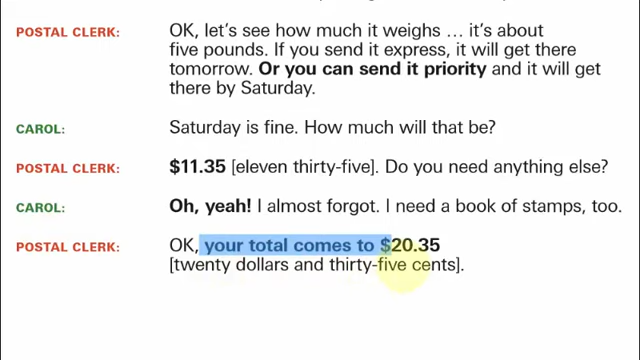 POSTAL CLERK: OK, let's see how much it weighs … it's about
five pounds. If you send it express, it will get there
tomorrow. Or you can send it priority and it will get
there by Saturday.
CAROL: Saturday is fine. How much will that be?
POSTAL CLERK: $11.35 [eleven thirty-five]. Do you need anything else?
CAROL: Oh, yeah! I almost forgot. I need a book of stamps, too.
POSTAL CLERK: OK, your total comes to $20.35
[twenty dollars and thirty-five cents].